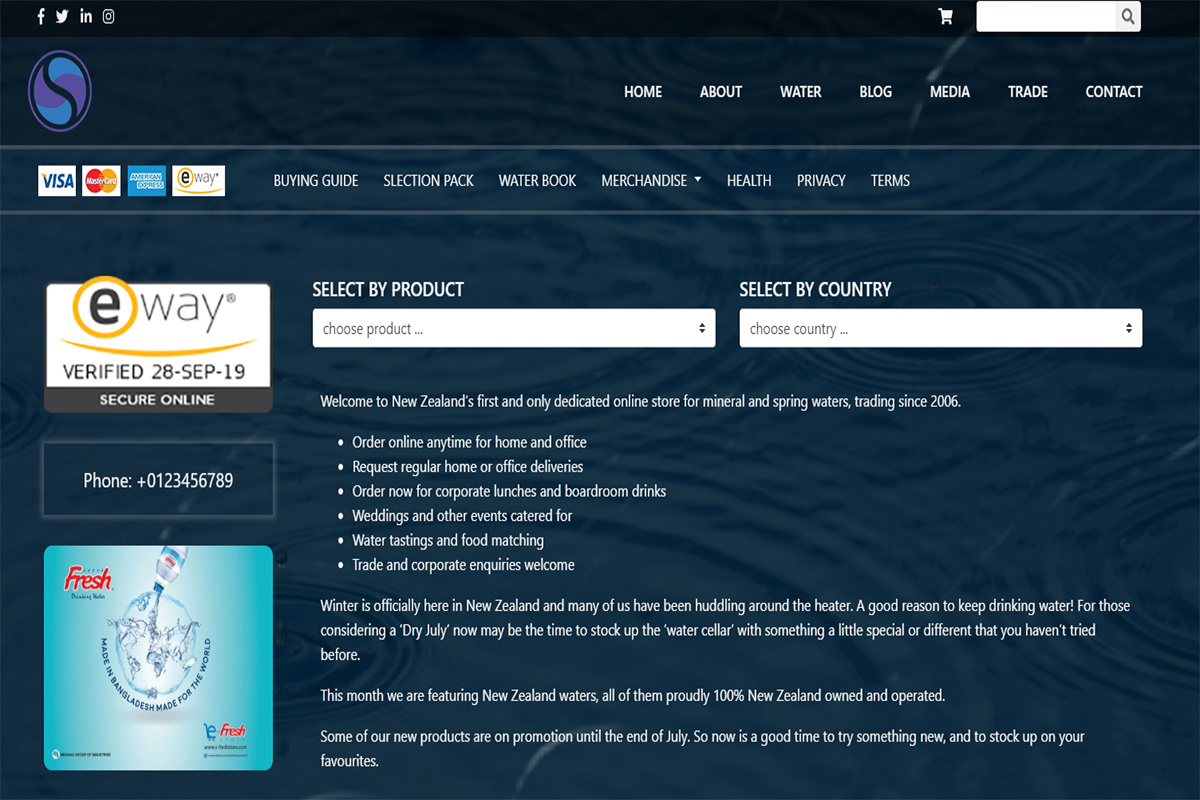 HOME ABOUT WATER BLOG MEDIA TRADE CONTACT
VISA MasterCard AMERICAN EXPRESS eway®
BUYING GUIDE SLECTION PACK WATER BOOK MERCHANDISE HEALTH PRIVACY TERMS
eway®
VERIFIED 28-SEP-19
SECURE ONLINE
Phone: +0123456789
Fresh
Drinking Water
MADE IN BANGLADESH MADE FOR THE WORLD
e-Fresh
MEGHNA GROUP OF INDUSTRIES
SELECT BY PRODUCT
choose product ...
SELECT BY COUNTRY
choose country ...
Welcome to New Zealand’s first and only dedicated online store for mineral and spring waters, trading since 2006.
Order online anytime for home and office
Request regular home or office deliveries
Order now for corporate lunches and boardroom drinks
Weddings and other events catered for
Water tastings and food matching
Trade and corporate enquiries welcome
Winter is officially here in New Zealand and many of us have been huddling around the heater. A good reason to keep drinking water! For those
considering a ‘Dry July’ now may be the time to stock up the ‘water cellar’ with something a little special or different that you haven’t tried
before.
This month we are featuring New Zealand waters, all of them proudly 100% New Zealand owned and operated.
Some of our new products are on promotion until the end of July. So now is a good time to try something new, and to stock up on your
favourites.